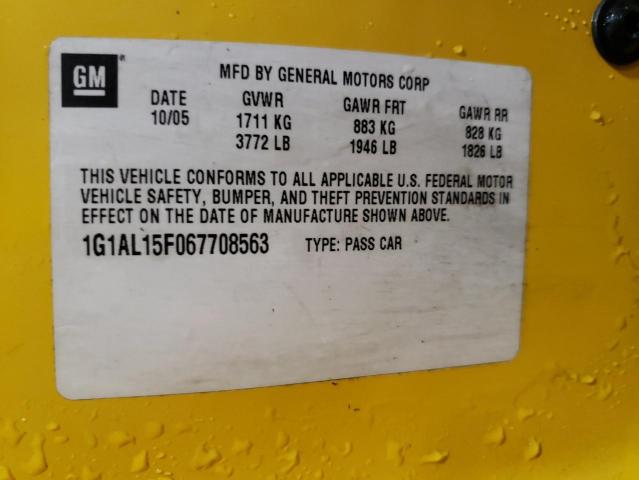 GM
MFD BY GENERAL MOTORS CORP
DATE GVWR GAWR FRT GAWR RR
10/05 1711 KG 883 KG 828 KG
3772 LB 1946 LB 1826 LB
THIS VEHICLE CONFORMS TO ALL APPLICABLE U.S. FEDERAL MOTOR
VEHICLE SAFETY, BUMPER, AND THEFT PREVENTION STANDARDS IN
EFFECT ON THE DATE OF MANUFACTURE SHOWN ABOVE.
1G1AL15F067708563 TYPE: PASS CAR